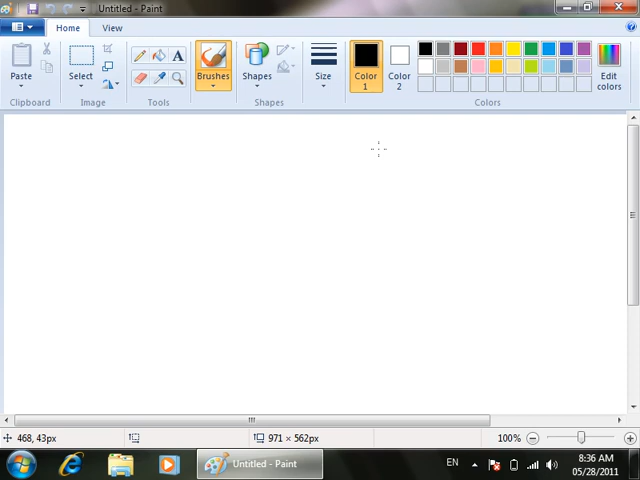 Untitled - Paint
Home View
Paste
Select
Brushes
Shapes
Size
Color 1
Color 2
Edit colors
Clipboard
Image
Tools
Shapes
Colors
468, 43px
971 × 562px
100%
Untitled - Paint
EN
8:36 AM
05/28/2011